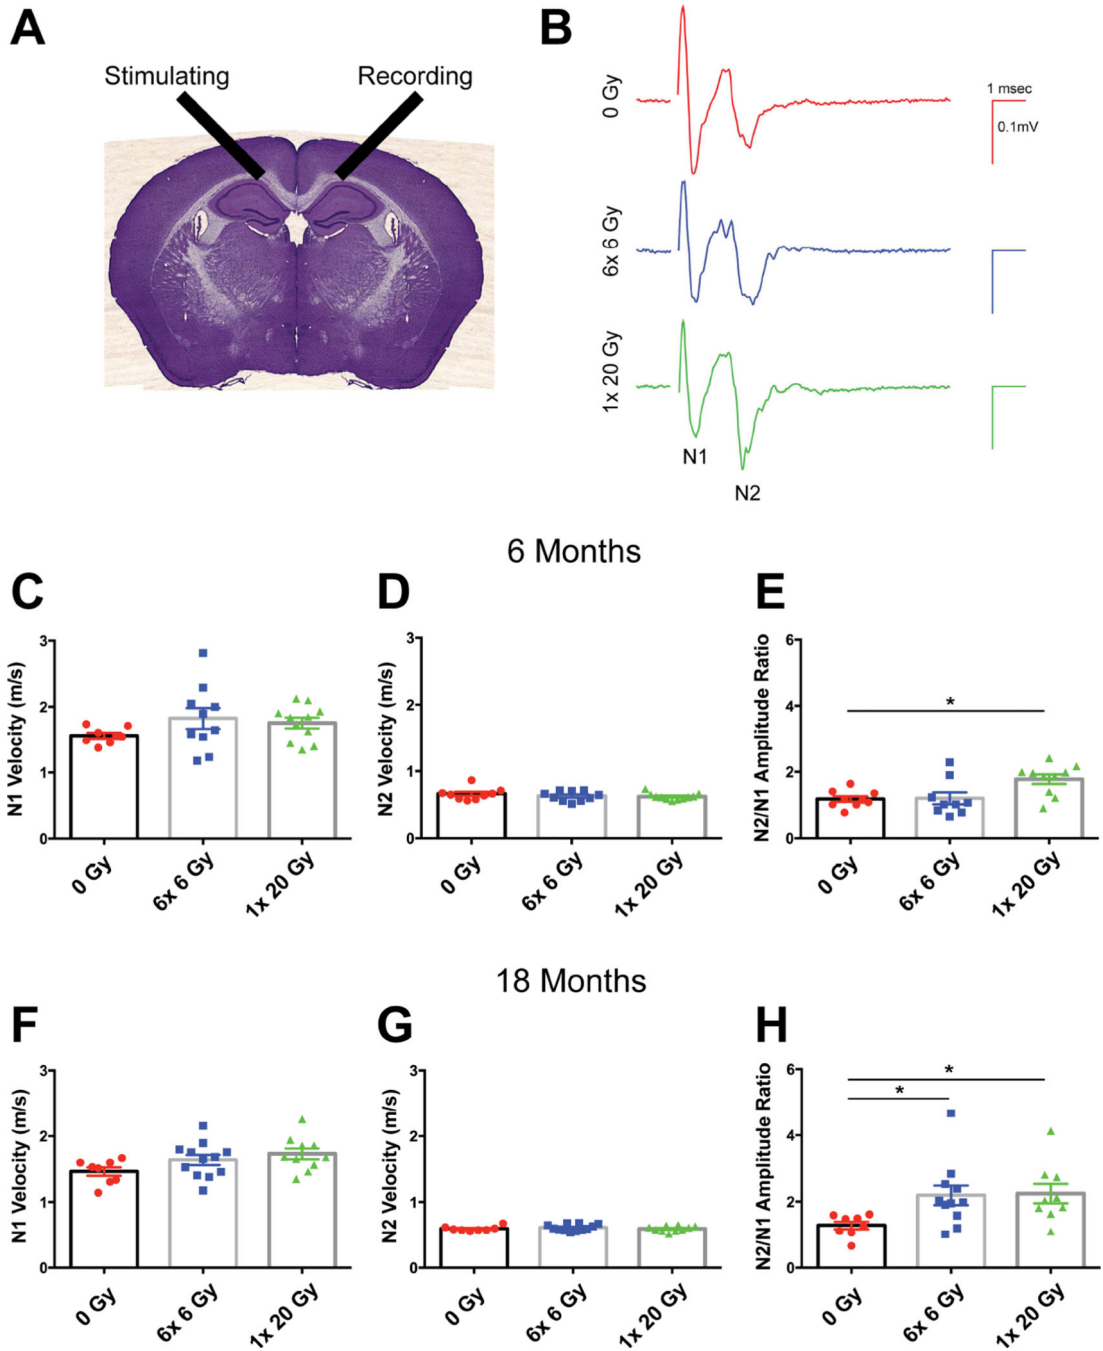 A
Stimulating Recording
B
0 Gy
1 msec
0.1mV
6x 6 Gy
1x 20 Gy
N1
N2
6 Months
C
N1 Velocity (m/s)
3
2
1
0
0 Gy
6x 6 Gy
1x 20 Gy
D
N2 Velocity (m/s)
3
2
1
0
0 Gy
6x 6 Gy
1x 20 Gy
E
N2/N1 Amplitude Ratio
6
4
2
0
*
0 Gy
6x 6 Gy
1x 20 Gy
18 Months
F
N1 Velocity (m/s)
3
2
1
0
0 Gy
6x 6 Gy
1x 20 Gy
G
N2 Velocity (m/s)
3
2
1
0
0 Gy
6x 6 Gy
1x 20 Gy
H
N2/N1 Amplitude Ratio
6
4
2
0
*
*
0 Gy
6x 6 Gy
1x 20 Gy